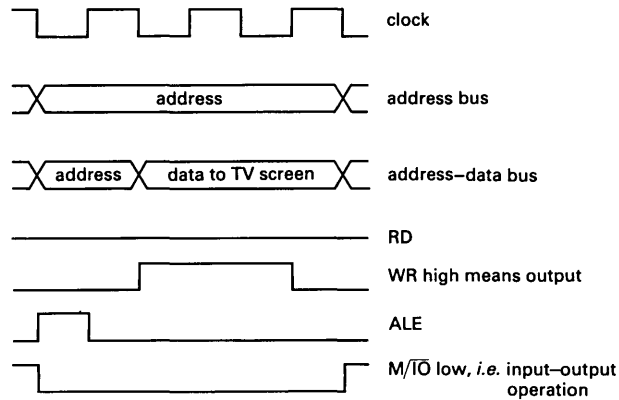 clock
address
address bus
address
data to TV screen
address–data bus
RD
WR high means output
ALE
M/I̅O̅ low, i.e. input–output
operation